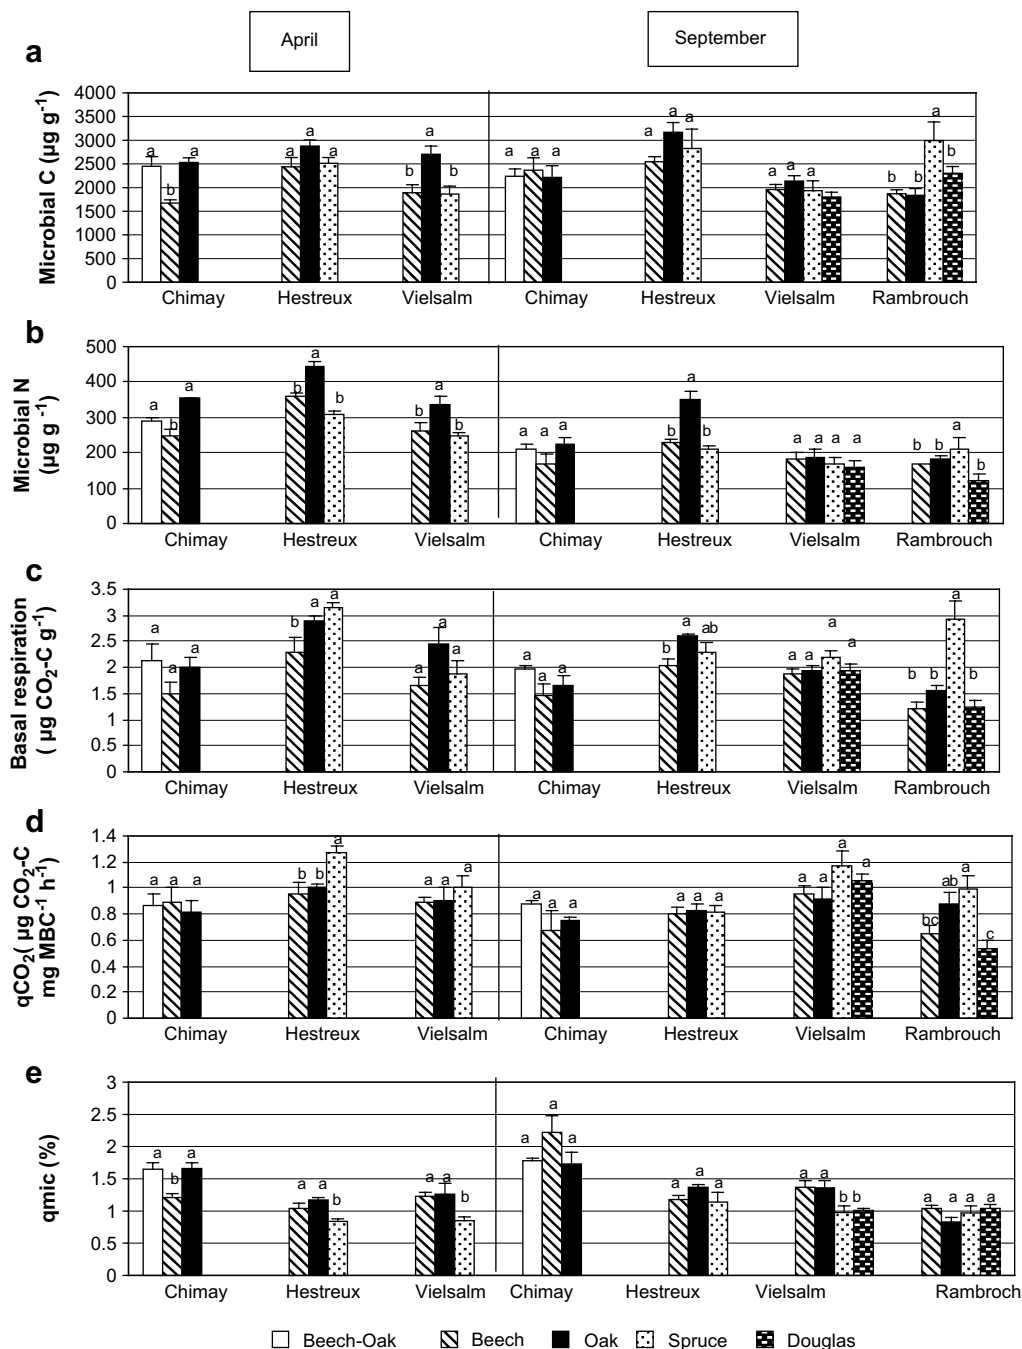 April
September
a
Microbial C (µg g⁻¹)
4000
3500
3000
2500
2000
1500
1000
500
0
a b a
a a a
b a b
a a a
a a a
a a a a
b b a b
Chimay Hestreux Vielsalm Chimay Hestreux Vielsalm Rambrouch
b
Microbial N
(µg g⁻¹)
500
400
300
200
100
0
a b a
b a b
b a b
a a a
b a b
a a a a
b b a b
Chimay Hestreux Vielsalm Chimay Hestreux Vielsalm Rambrouch
c
Basal respiration
( µg CO₂-C g⁻¹)
3.5
3
2.5
2
1.5
1
0.5
0
a a a
b a a
a a a
a a a
b a ab
a a a a
b b a b
Chimay Hestreux Vielsalm Chimay Hestreux Vielsalm Rambrouch
d
qCO₂( µg CO₂-C
mg MBC⁻¹ h⁻¹)
1.4
1.2
1
0.8
0.6
0.4
0.2
0
a a a
b b a
a a a
a a a
a a a
a a a a
bc ab a c
Chimay Hestreux Vielsalm Chimay Hestreux Vielsalm Rambrouch
e
qmic (%)
3
2.5
2
1.5
1
0.5
0
a b a
a a b
a a b
a a a
a a a
a a b b
a a a a
Chimay Hestreux Vielsalm Chimay Hestreux Vielsalm Rambroch
Beech-Oak Beech Oak Spruce Douglas